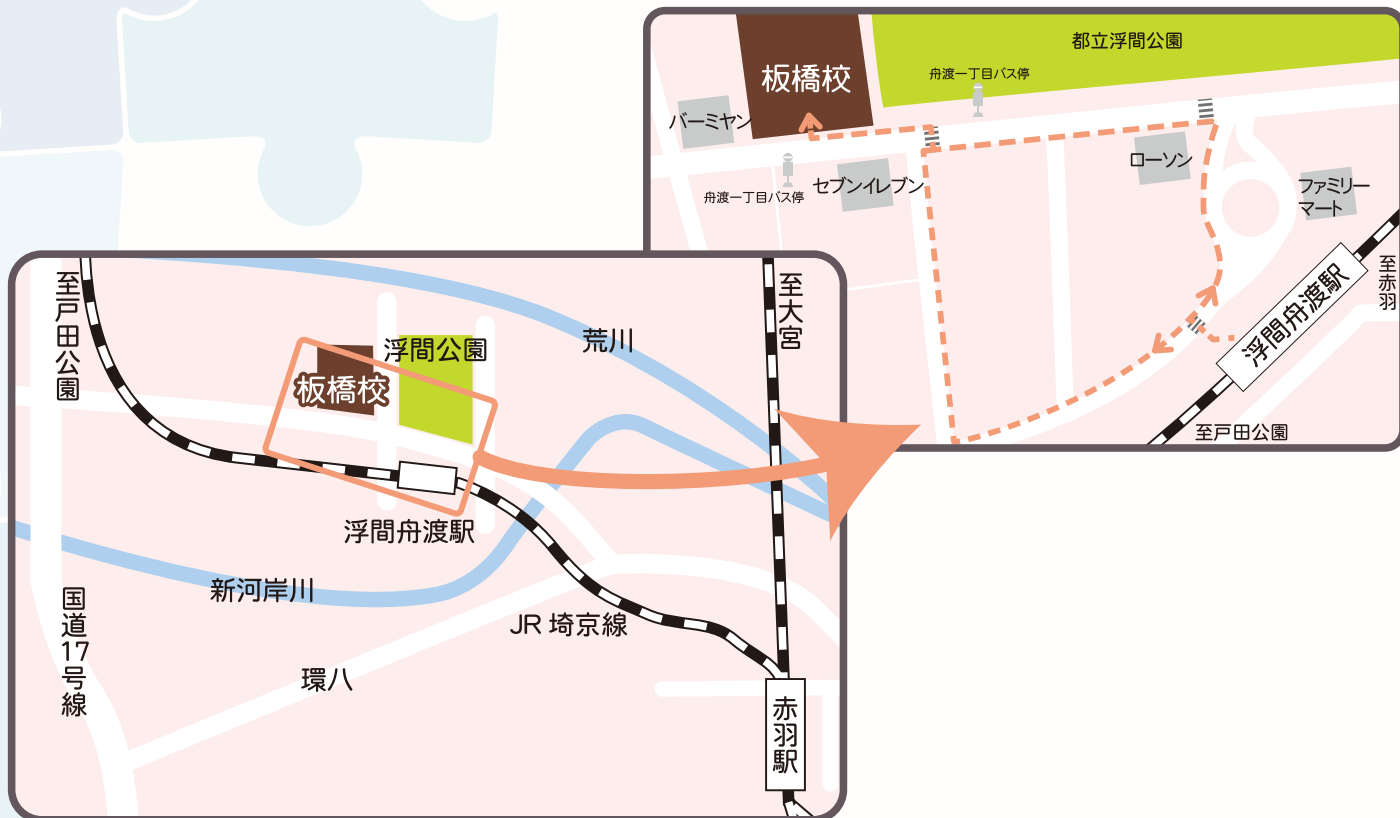 都立浮間公園
板橋校
舟渡一丁目バス停
バーミヤン
ローソン
セブンイレブン
舟渡一丁目バス停
ファミリー
マート
至赤羽
浮間舟渡駅
至戸田公園
至戸田公園
至大宮
荒川
浮間公園
板橋校
浮間舟渡駅
新河岸川
国道17号線
JR 埼京線
環八
赤羽駅